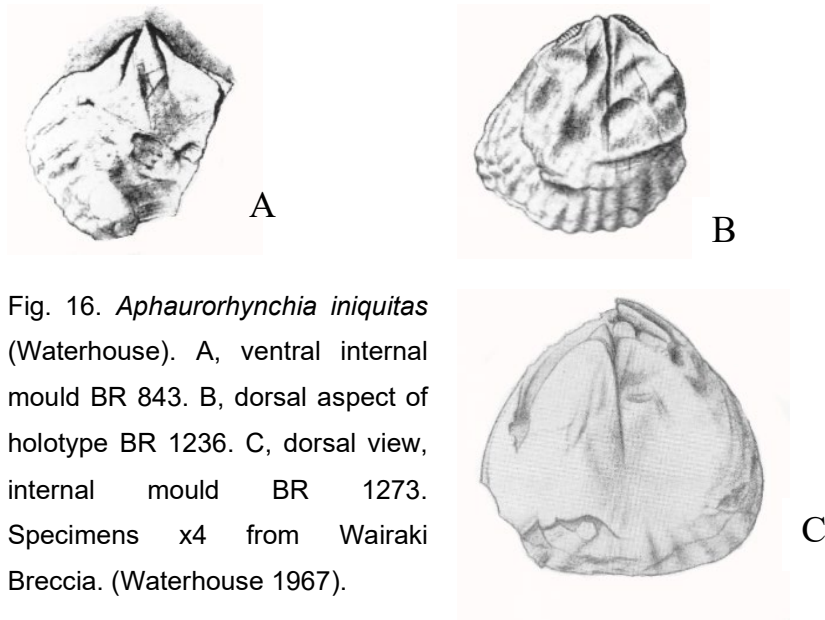 A
B
Fig. 16. Aphaurorhynchia iniquitas
(Waterhouse). A, ventral internal
mould BR 843. B, dorsal aspect of
holotype BR 1236. C, dorsal view,
internal mould BR 1273.
Specimens x4 from Wairaki
Breccia. (Waterhouse 1967).
C